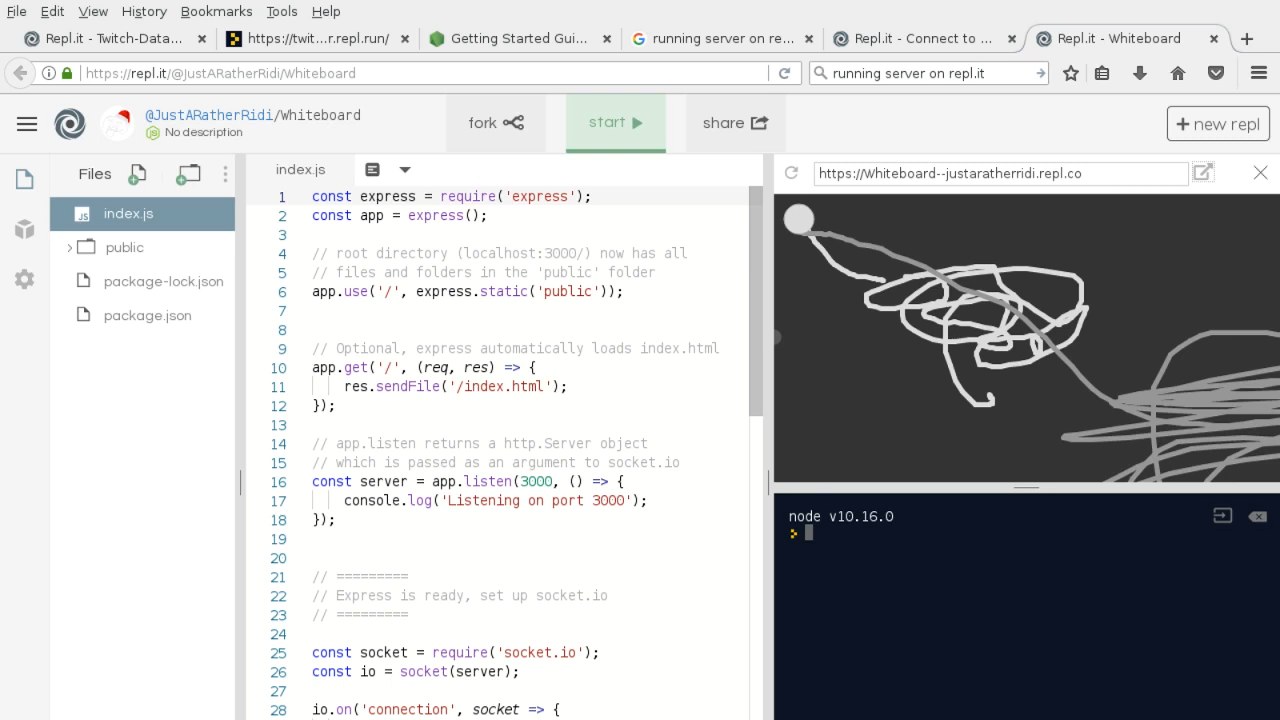 File Edit View History Bookmarks Tools Help
Repl.it - Twitch-Data... https://twit...r.repl.run/ Getting Started Gui... running server on re... Repl.it - Connect to ... Repl.it - Whiteboard
https://repl.it/@JustARatherRidi/Whiteboard running server on repl.it
@JustARatherRidi/Whiteboard
No description
fork start share + new repl
Files
index.js
public
package-lock.json
package.json
index.js
1 const express = require('express');
2 const app = express();
3
4 // root directory (localhost:3000/) now has all
5 // files and folders in the 'public' folder
6 app.use('/', express.static('public'));
7
8
9 // Optional, express automatically loads index.html
10 app.get('/', (req, res) => {
11 res.sendFile('/index.html');
12 });
13
14 // app.listen returns a http.Server object
15 // which is passed as an argument to socket.io
16 const server = app.listen(3000, () => {
17 console.log('Listening on port 3000');
18 });
19
20
21 // =========
22 // Express is ready, set up socket.io
23 // =========
24
25 const socket = require('socket.io');
26 const io = socket(server);
27
28 io.on('connection', socket => {
https://Whiteboard--justaratherridi.repl.co
node v10.16.0